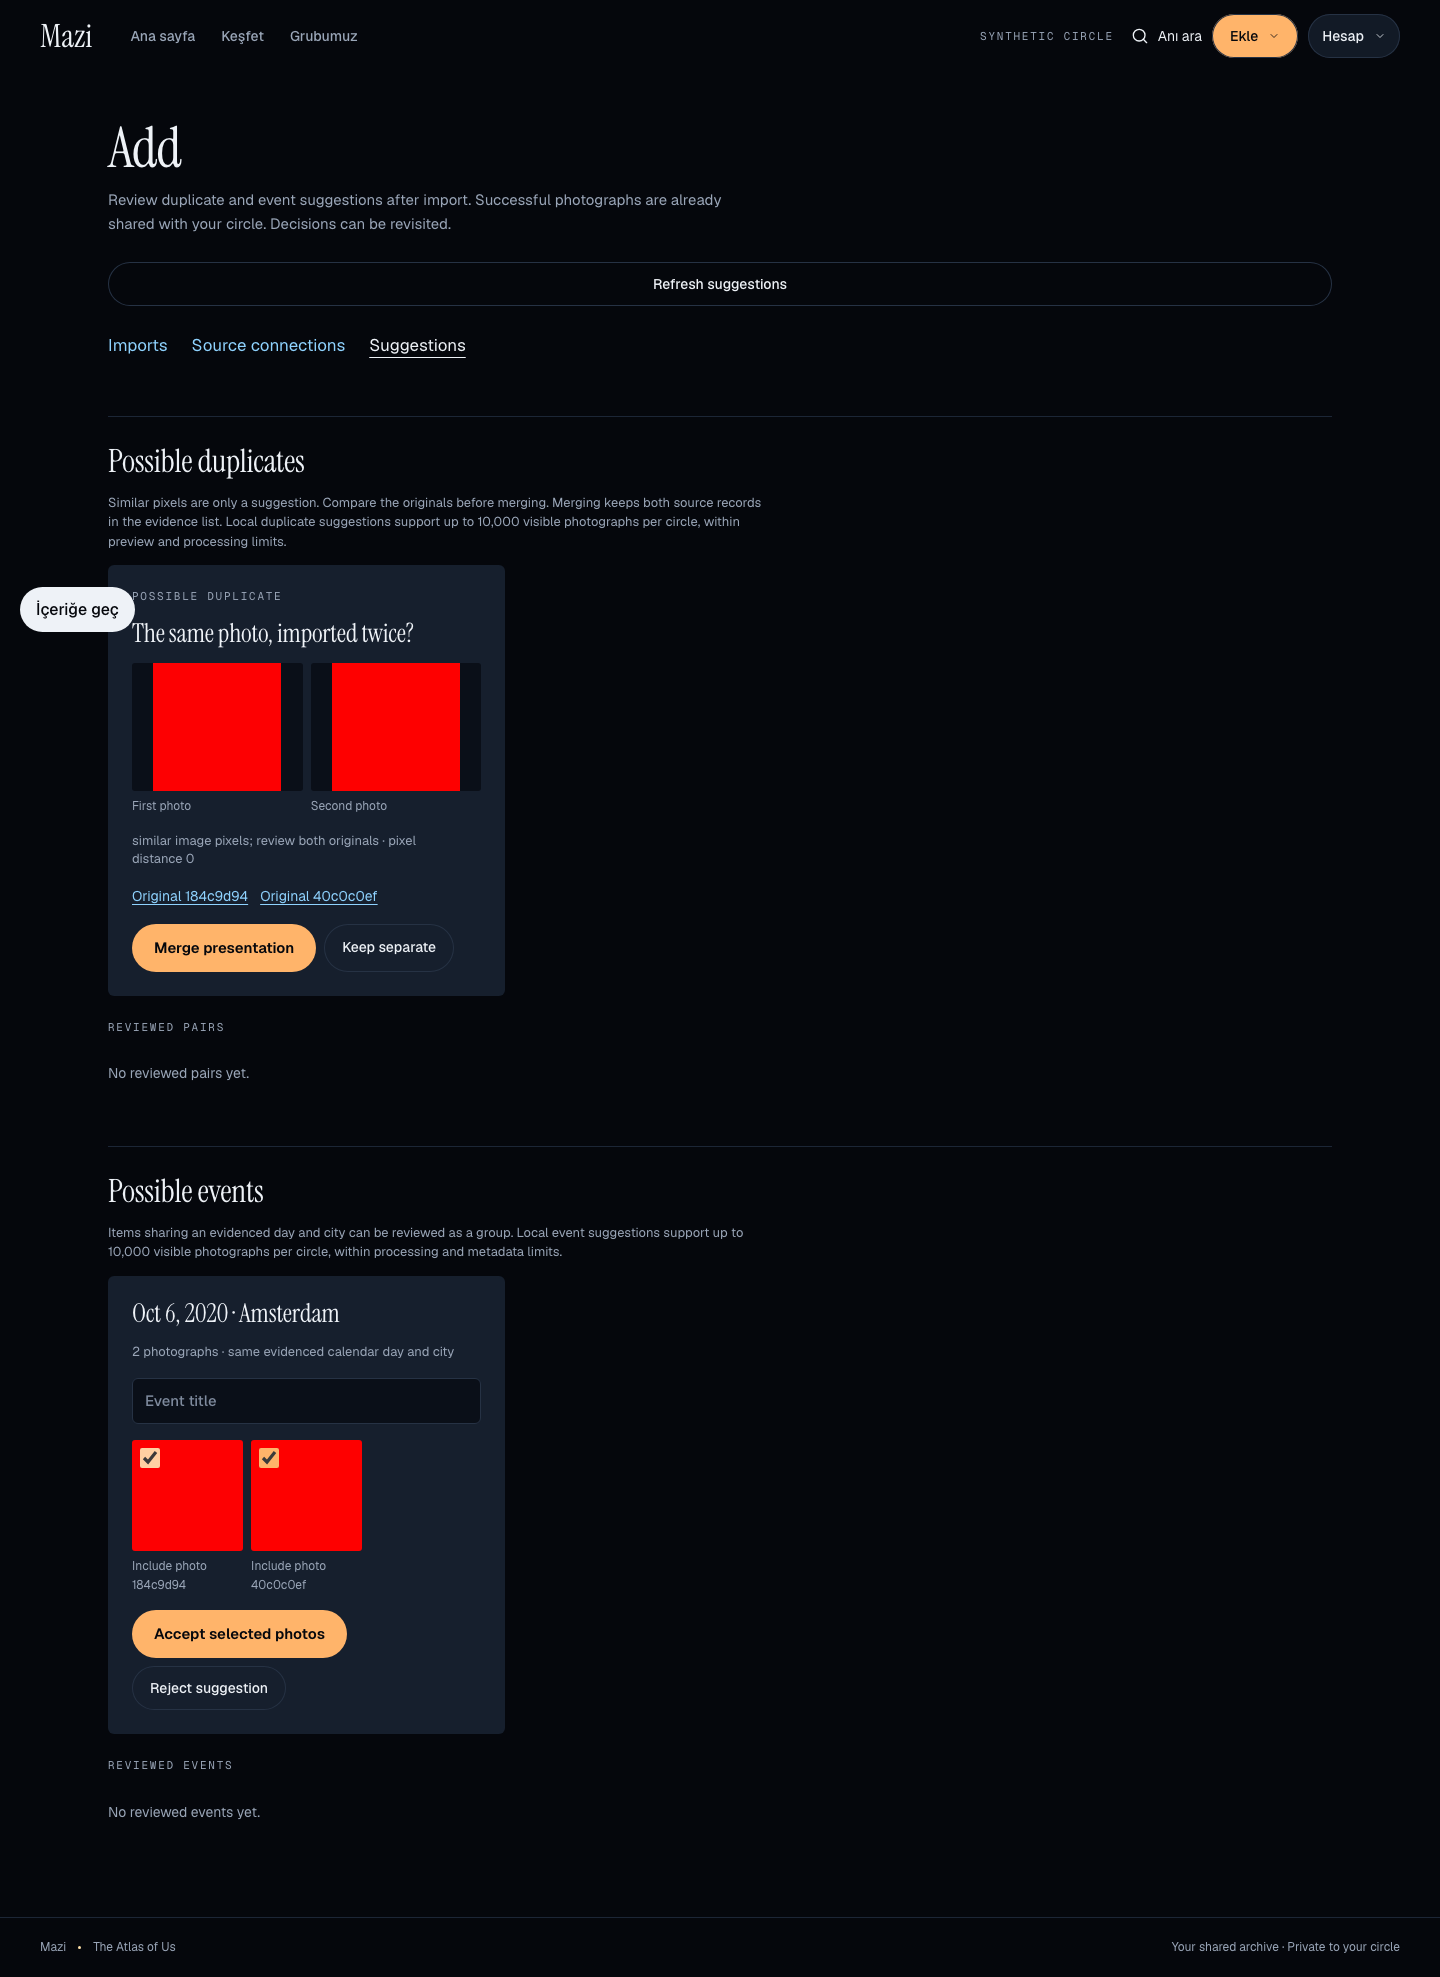 Mazi
Ana sayfa
Keşfet
Grubumuz
SYNTHETIC CIRCLE
Anı ara
Ekle
Hesap
Add
Review duplicate and event suggestions after import. Successful photographs are already
shared with your circle. Decisions can be revisited.
Refresh suggestions
Imports
Source connections
Suggestions
Possible duplicates
Similar pixels are only a suggestion. Compare the originals before merging. Merging keeps both source records
in the evidence list. Local duplicate suggestions support up to 10,000 visible photographs per circle, within
preview and processing limits.
POSSIBLE DUPLICATE
İçeriğe geç
The same photo, imported twice?
First photo
Second photo
similar image pixels; review both originals · pixel
distance 0
Original 184c9d94
Original 40c0c0ef
Merge presentation
Keep separate
REVIEWED PAIRS
No reviewed pairs yet.
Possible events
Items sharing an evidenced day and city can be reviewed as a group. Local event suggestions support up to
10,000 visible photographs per circle, within processing and metadata limits.
Oct 6, 2020 · Amsterdam
2 photographs · same evidenced calendar day and city
Event title
Include photo
184c9d94
Include photo
40c0c0ef
Accept selected photos
Reject suggestion
REVIEWED EVENTS
No reviewed events yet.
Mazi • The Atlas of Us
Your shared archive · Private to your circle